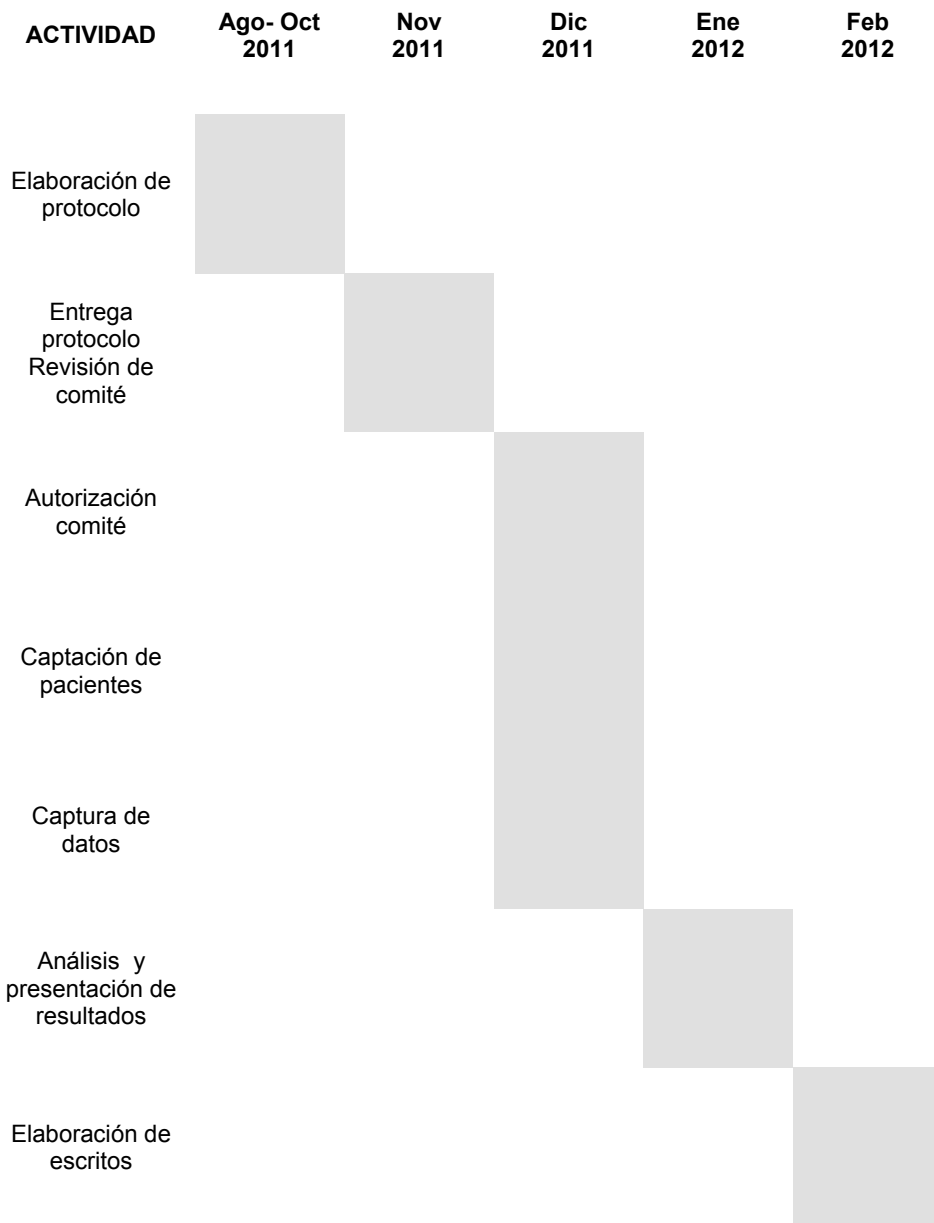 ACTIVIDAD
Ago- Oct
2011
Nov
2011
Dic
2011
Ene
2012
Feb
2012
Elaboración de
protocolo
Entrega
protocolo
Revisión de
comité
Autorización
comité
Captación de
pacientes
Captura de
datos
Análisis y
presentación de
resultados
Elaboración de
escritos